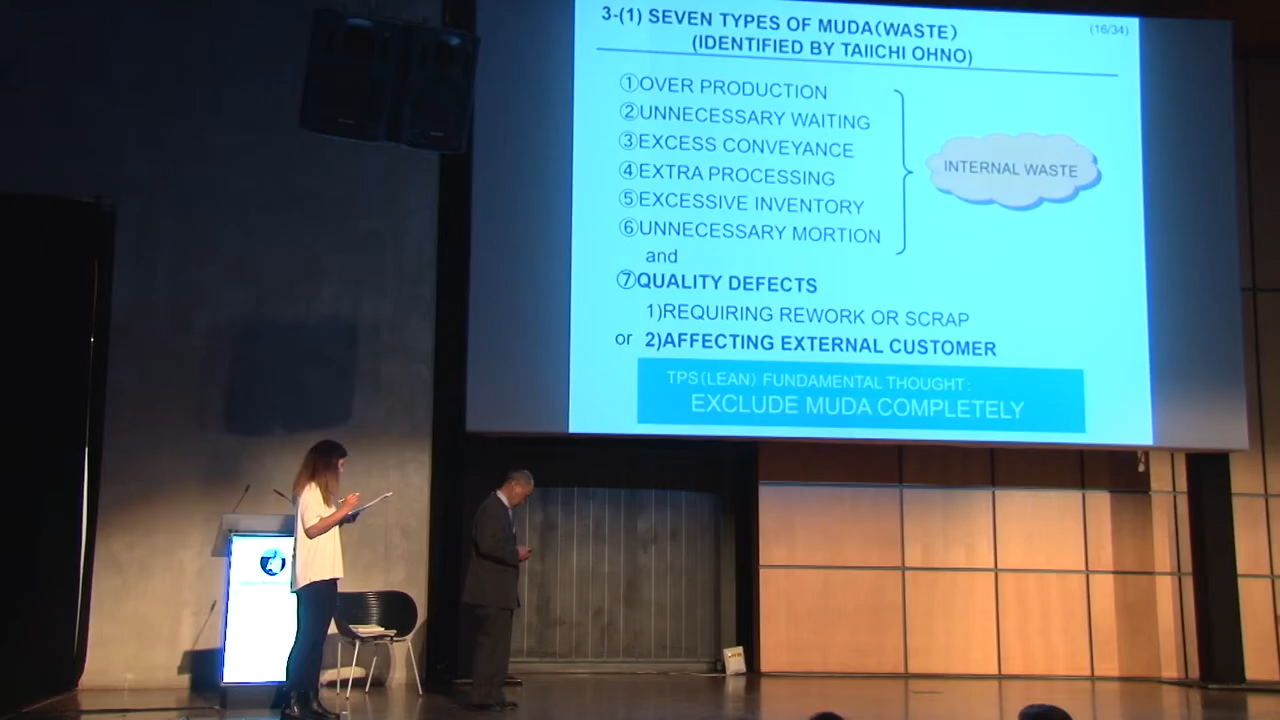 3-(1) SEVEN TYPES OF MUDA(WASTE)
(16/34)
(IDENTIFIED BY TAIICHI OHNO)
①OVER PRODUCTION
②UNNECESSARY WAITING
③EXCESS CONVEYANCE
④EXTRA PROCESSING
⑤EXCESSIVE INVENTORY
⑥UNNECESSARY MORTION
INTERNAL WASTE
and
⑦QUALITY DEFECTS
1)REQUIRING REWORK OR SCRAP
or 2)AFFECTING EXTERNAL CUSTOMER
TPS(LEAN) FUNDAMENTAL THOUGHT:
EXCLUDE MUDA COMPLETELY